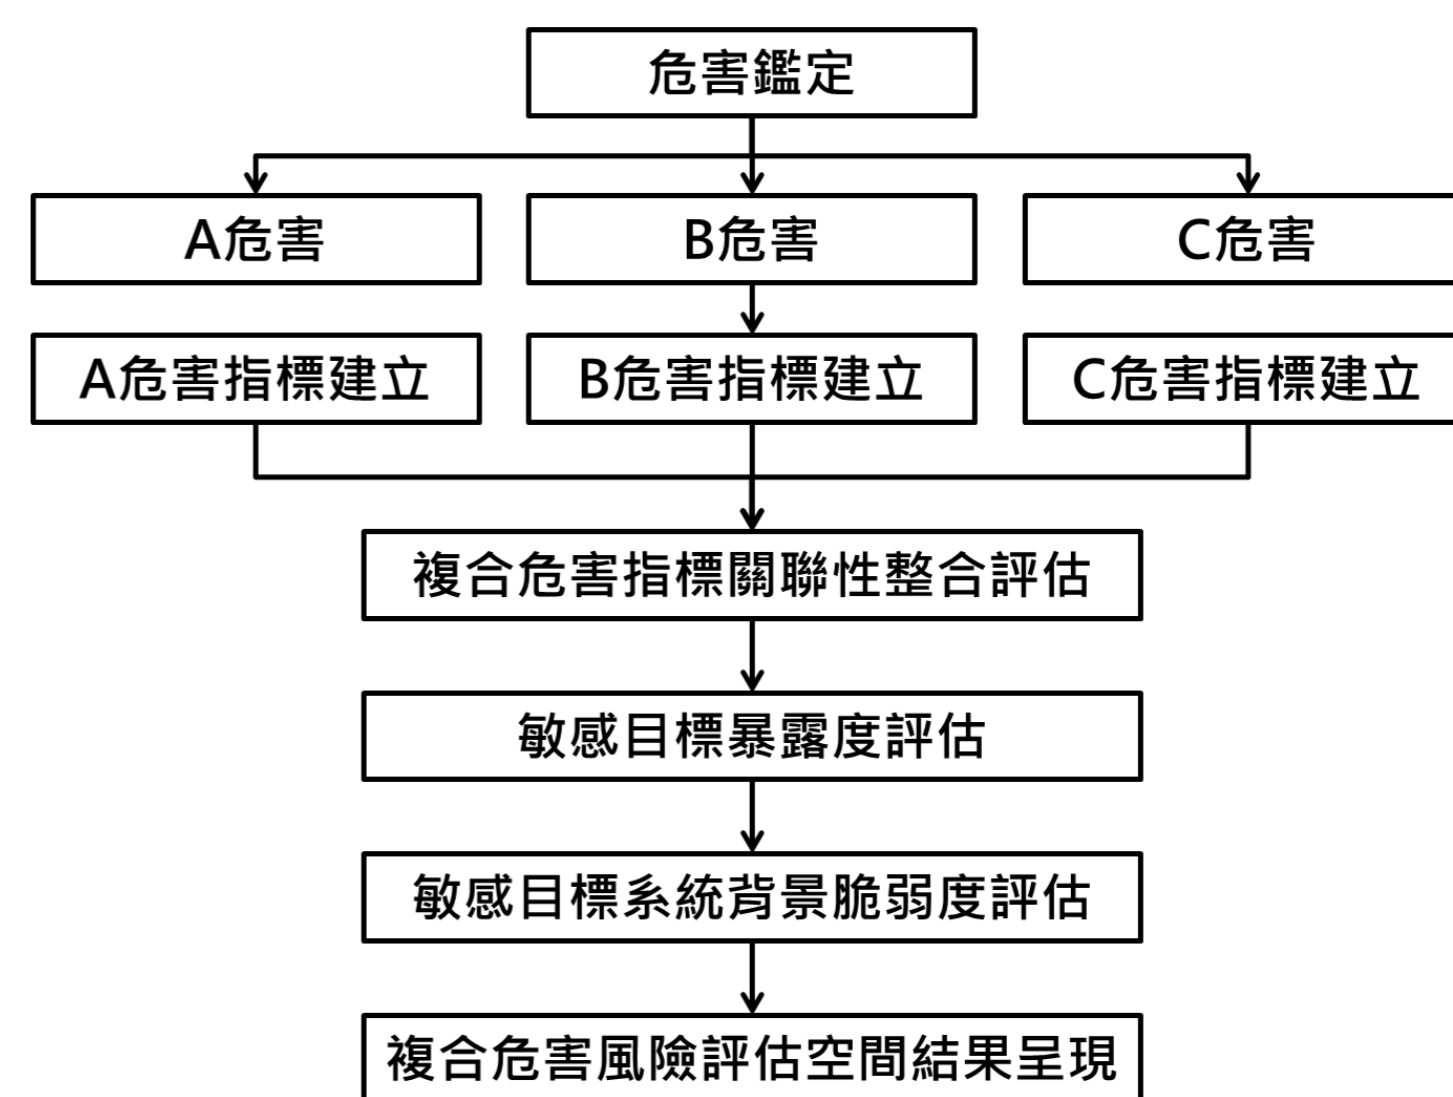 危害鑑定
A危害
B危害
C危害
A危害指標建立
B危害指標建立
C危害指標建立
複合危害指標關聯性整合評估
敏感目標暴露度評估
敏感目標系統背景脆弱度評估
複合危害風險評估空間結果呈現